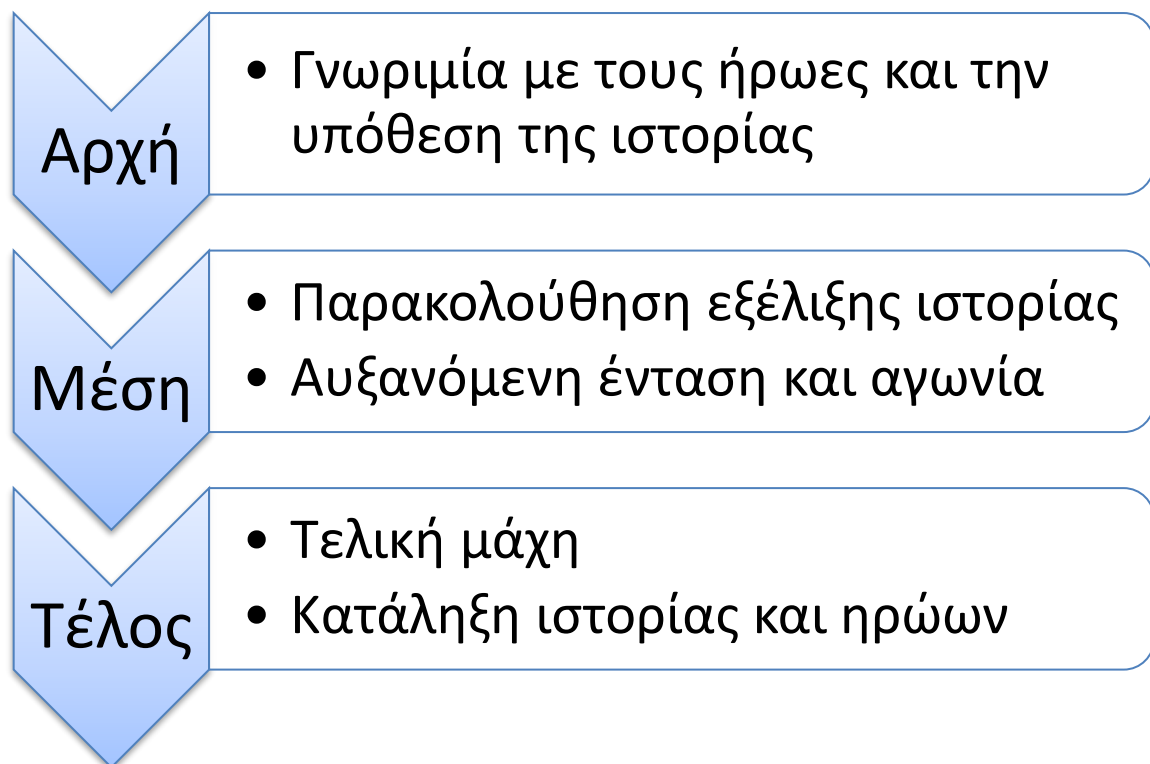 Αρχή
• Γνωριμία με τους ήρωες και την
υπόθεση της ιστορίας
Μέση
• Παρακολούθηση εξέλιξης ιστορίας
• Αυξανόμενη ένταση και αγωνία
Τέλος
• Τελική μάχη
• Κατάληξη ιστορίας και ηρώων